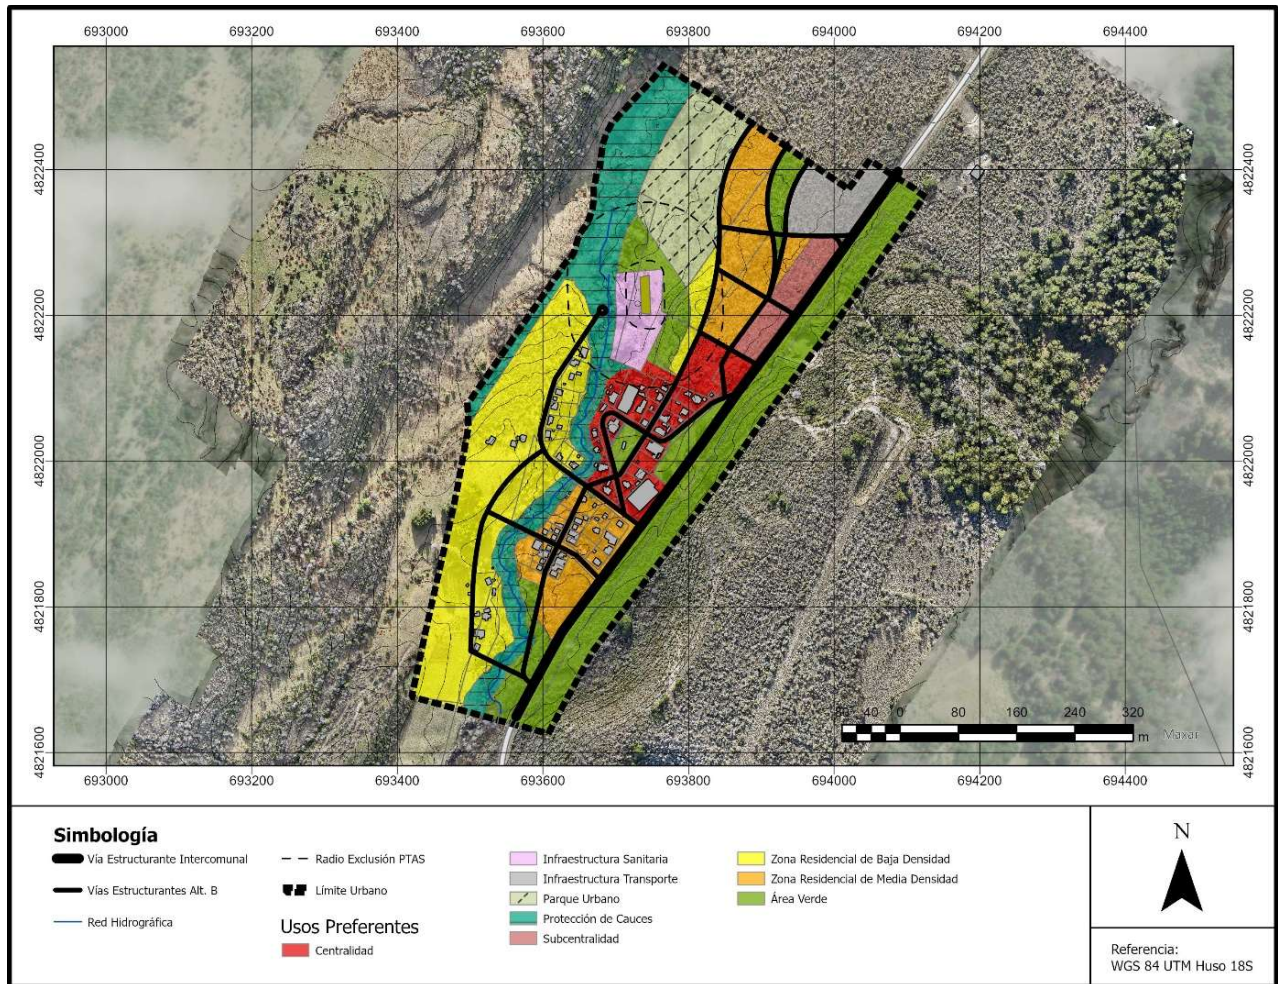 693000 693200 693400 693600 693800 694000 694200 694400
4822400 4822400
4822200 4822200
4822000 4822000
4821800 4821800
80 40 0 80 160 240 320
m Maxar
4821600 4821600
693000 693200 693400 693600 693800 694000 694200 694400
Simbología
Vía Estructurante Intercomunal
Vías Estructurantes Alt. B
Red Hidrográfica
Radio Exclusión PTAS
Límite Urbano
Usos Preferentes
Centralidad
Infraestructura Sanitaria
Infraestructura Transporte
Parque Urbano
Protección de Cauces
Subcentralidad
Zona Residencial de Baja Densidad
Zona Residencial de Media Densidad
Área Verde
N
Referencia:
WGS 84 UTM Huso 18S